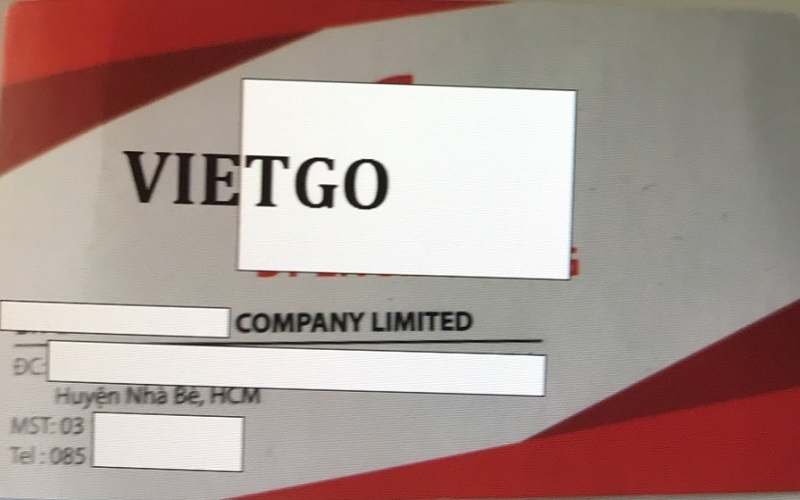 VIETGO
COMPANY LIMITED
ĐC:
Huyện Nhà Bè, HCM
MST: 03
Tel : 085